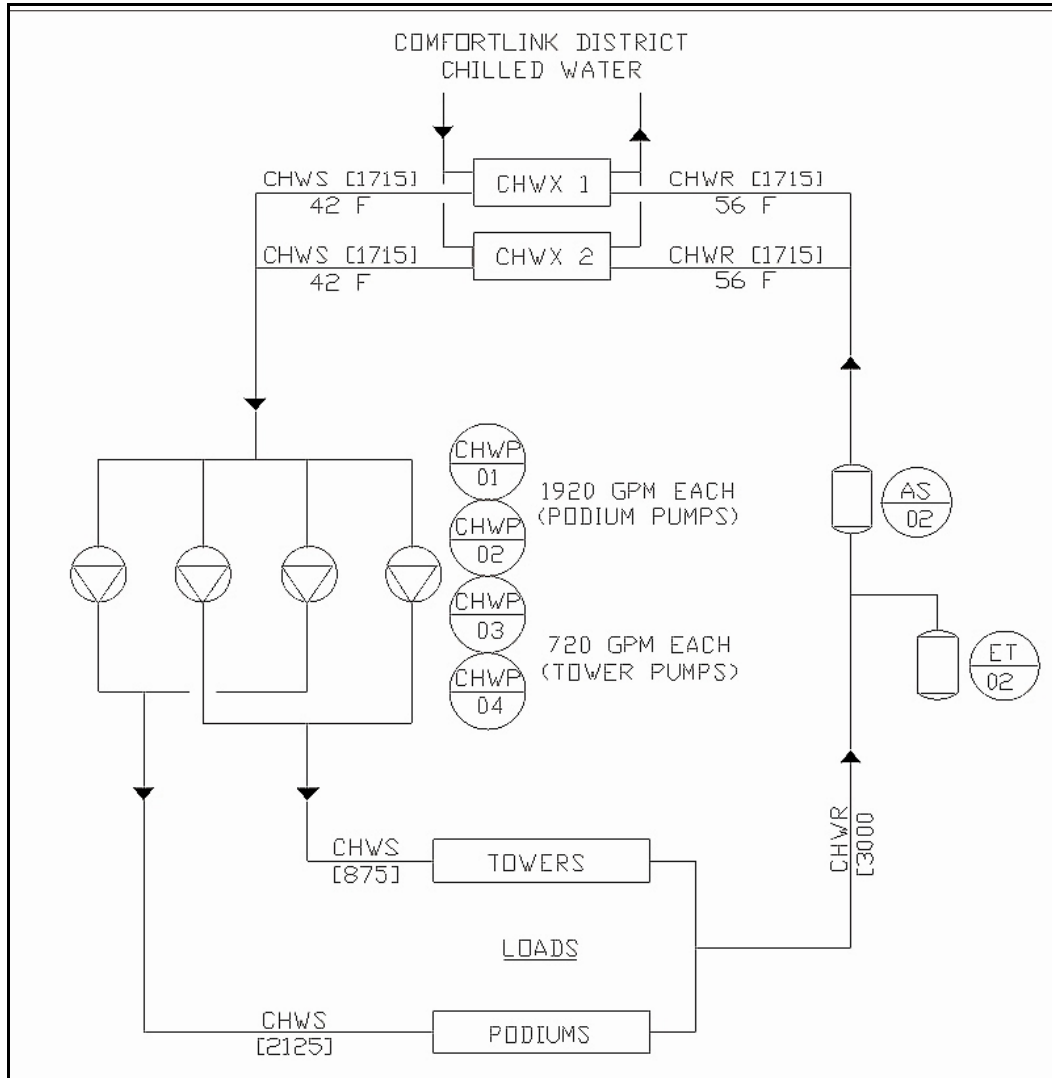 COMFORTLINK DISTRICT
CHILLED WATER
CHWS [1715]
42 F
CHWX 1
CHWR [1715]
56 F
CHWS [1715]
42 F
CHWX 2
CHWR [1715]
56 F
CHWP
01
1920 GPM EACH
(PODIUM PUMPS)
CHWP
02
CHWP
03
720 GPM EACH
(TOWER PUMPS)
CHWP
04
AS
02
ET
02
CHWS
[875]
TOWERS
CHWR
[3000
LOADS
CHWS
[2125]
PODIUMS